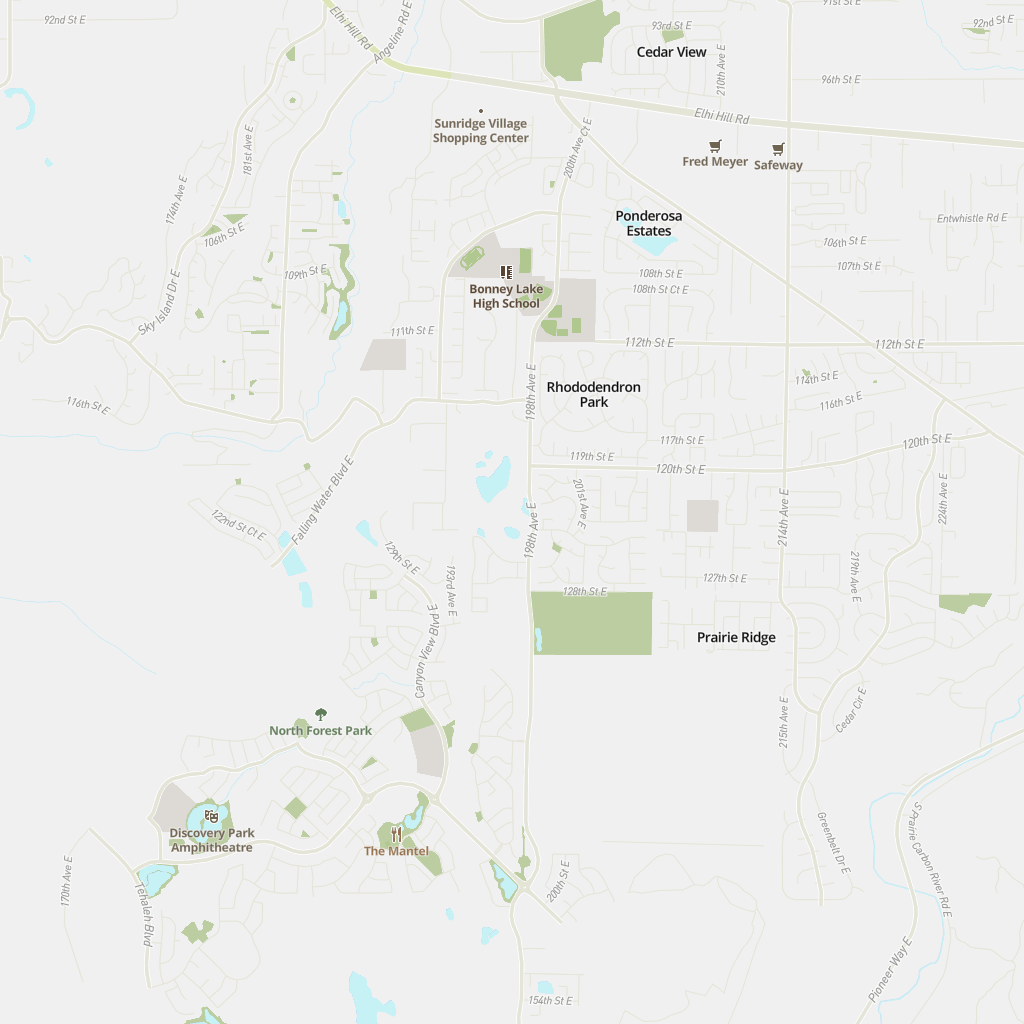 92nd St E
Elhi Hill Rd
Angeline Rd E
91st St E
93rd St E
Cedar View
92nd St E
210th Ave E
96th St E
Elhi Hill Rd
Sunridge Village
Shopping Center
181st Ave E
200th Ave Ct E
Fred Meyer
Safeway
174th Ave E
Ponderosa
Estates
Entwhistle Rd E
106th St E
106th St E
109th St E
107th St E
108th St E
108th St Ct E
Bonney Lake
High School
Sky Island Dr E
111th St E
112th St E
112th St E
198th Ave E
Rhododendron
Park
114th St E
116th St E
116th St E
117th St E
120th St E
119th St E
120th St E
Falling Water Blvd E
201st Ave E
224th Ave E
214th Ave E
122nd St Ct E
198th Ave E
129th St E
193rd Ave E
127th St E
219th Ave E
128th St E
Canyon View Blvd E
Prairie Ridge
Cedar Cir E
215th Ave E
North Forest Park
S Prairie Carbon River Rd E
Greenbelt Dr E
Discovery Park
Amphitheatre
The Mantel
170th Ave E
200th St E
Tehaleh Blvd
Pioneer Way E
154th St E